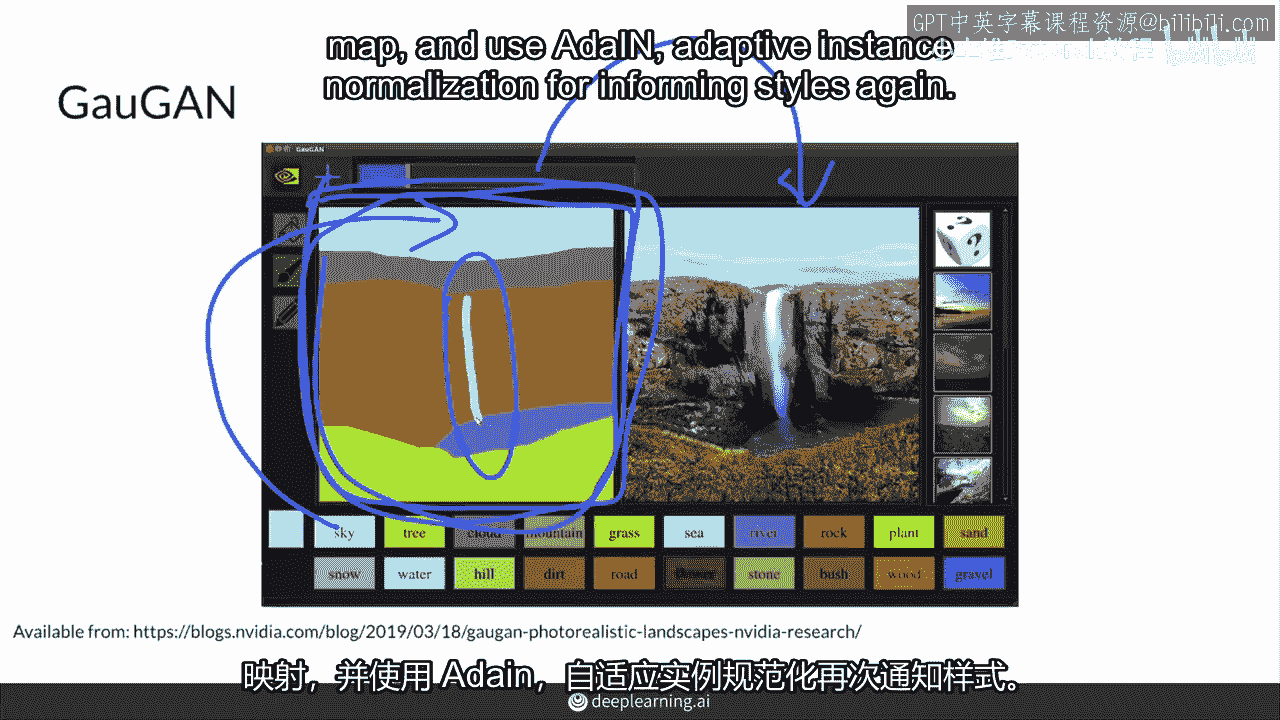 GPT中英字幕课程资源@bilibili.com
map, and use AdaIN, adaptive instance
normalization for informing styles again.
GauGAN
GauGAN
sky tree cloud mountain grass sea river rock plant sand
snow water hill dirt road flower stone bush wood gravel
Available from: https://blogs.nvidia.com/blog/2019/03/18/gaugan-photorealistic-landscapes-nvidia-research/
映射，并使用 Adain，自适应实例规范化再次通知样式。
deeplearning.ai